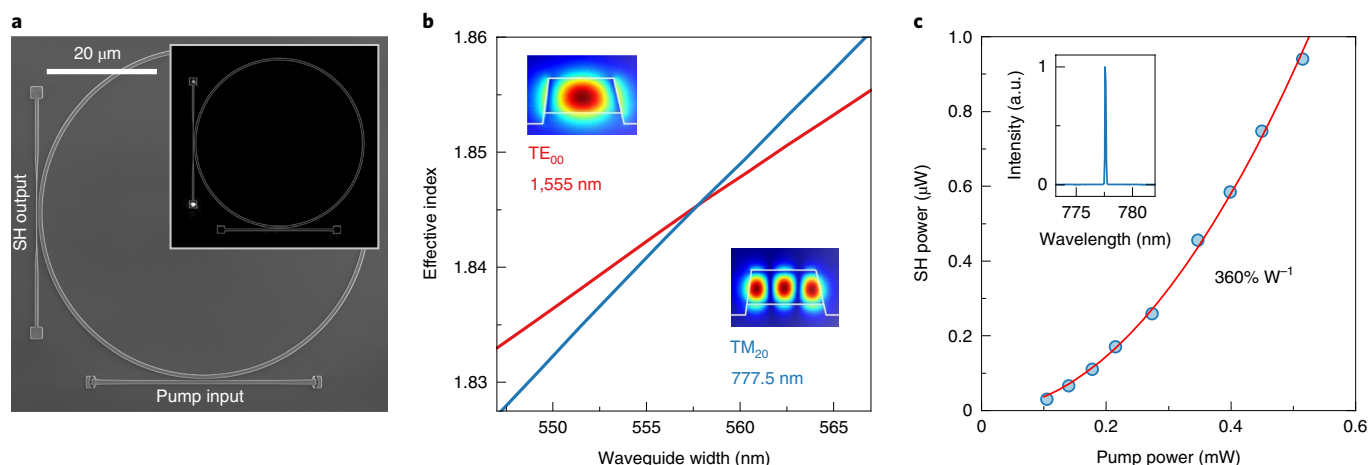 a
20 μm
SH output
Pump input
b
1.86
1.85
1.84
1.83
Effective index
TE00
1,555 nm
TM20
777.5 nm
550
555
560
565
Waveguide width (nm)
c
1.0
0.8
0.6
0.4
0.2
0
SH power (μW)
1
0
Intensity (a.u.)
775
780
Wavelength (nm)
360% W⁻¹
0
0.2
0.4
0.6
Pump power (mW)